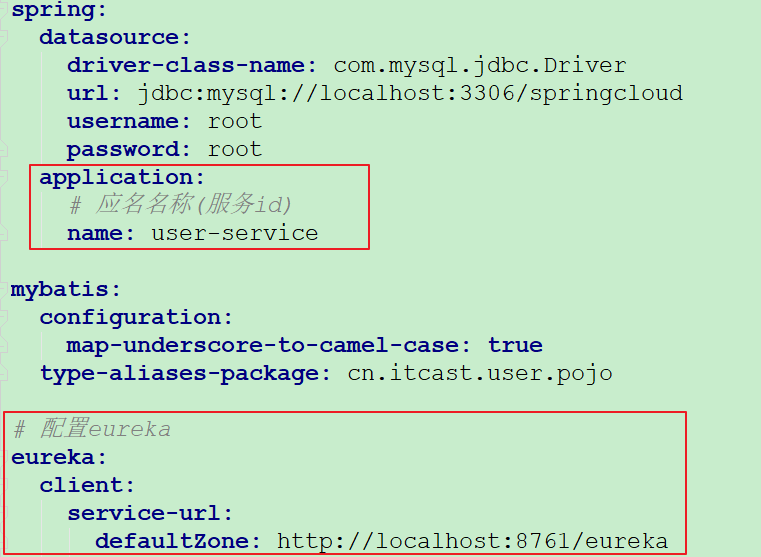 spring:
  datasource:
    driver-class-name: com.mysql.jdbc.Driver
    url: jdbc:mysql://localhost:3306/springcloud
    username: root
    password: root
  application:
    # 应名名称(服务id)
    name: user-service
mybatis:
  configuration:
    map-underscore-to-camel-case: true
  type-aliases-package: cn.itcast.user.pojo
# 配置eureka
eureka:
  client:
    service-url:
      defaultZone: http://localhost:8761/eureka